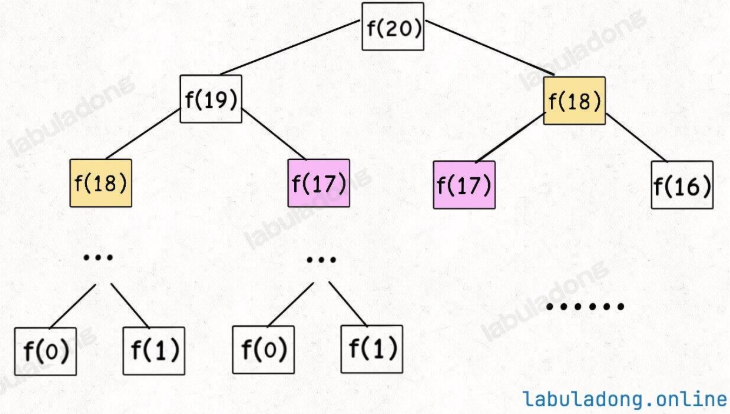 f(20)
f(19)
f(18)
f(18)
f(17)
f(17)
f(16)
...
...
......
f(0)
f(1)
f(0)
f(1)
labuladong
labuladong
labuladong
labuladong
labuladong
labuladong.online